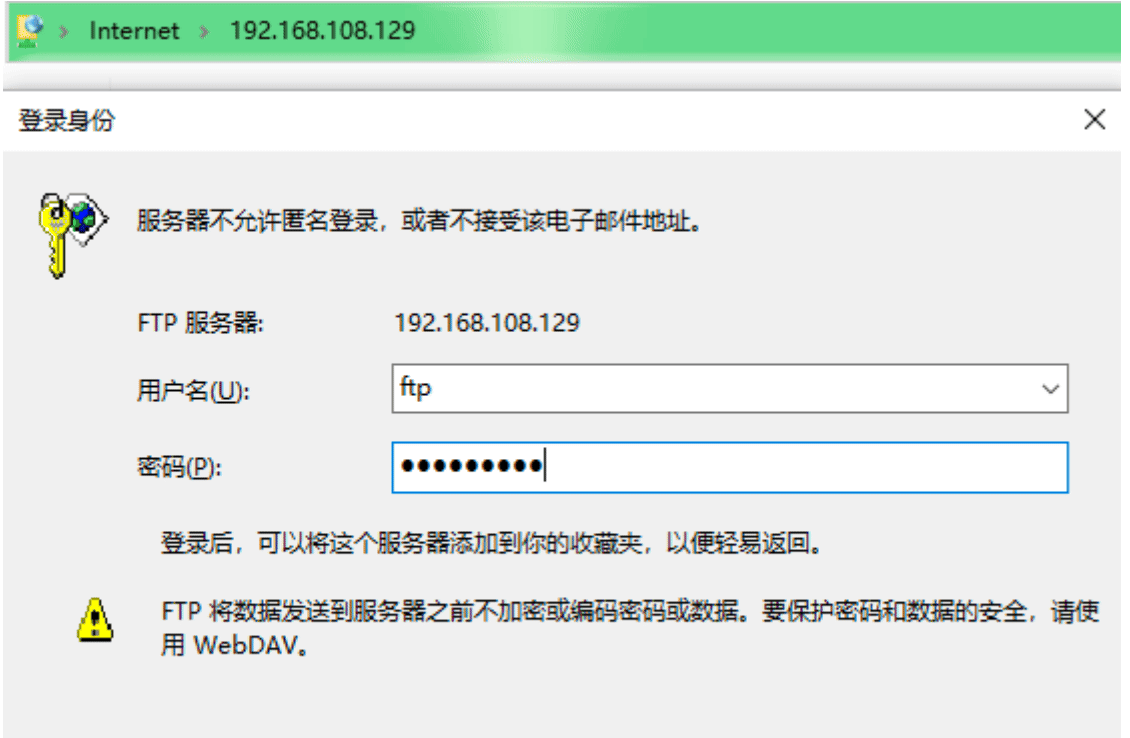 Internet > 192.168.108.129
登录身份
服务器不允许匿名登录，或者不接受该电子邮件地址。
FTP 服务器: 192.168.108.129
用户名(U): ftp
密码(P): ●●●●●●●●●
登录后，可以将这个服务器添加到你的收藏夹，以便轻易返回。
FTP 将数据发送到服务器之前不加密或编码密码或数据。要保护密码和数据的安全，请使
用 WebDAV。